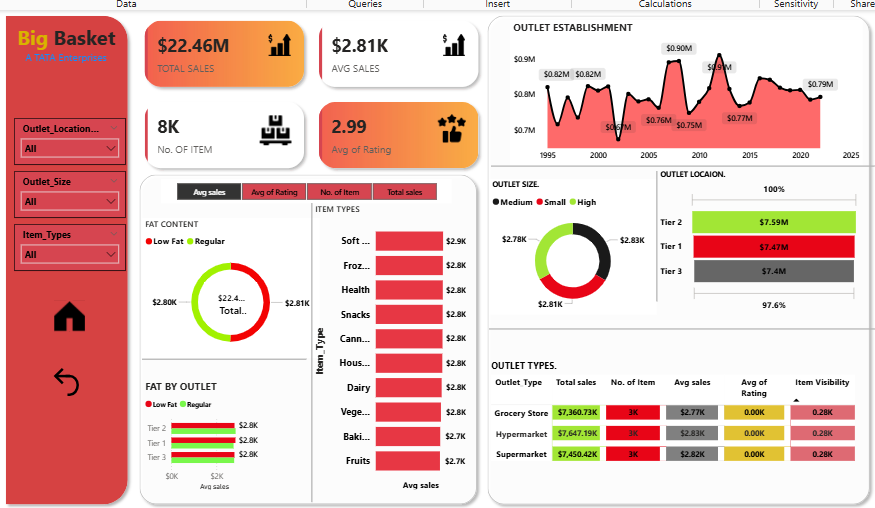 Data Queries Insert Calculations Sensitivity Share
Big Basket
A TATA Enterprises
Outlet_Location...
All
Outlet_Size
All
Item_Types
All
$22.46M
TOTAL SALES
$2.81K
AVG SALES
8K
No. OF ITEM
2.99
Avg of Rating
Avg sales Avg of Rating No. of Item Total sales
FAT CONTENT
Low Fat Regular
$2.80K
$22.4...
Total..
$2.81K
FAT BY OUTLET
Low Fat Regular
Tier 2 $2.8K
Tier 1 $2.8K
Tier 3 $2.8K
$0K $2K
Avg sales
ITEM TYPES
Item_Type
Soft ... $2.9K
Froz... $2.8K
Health $2.8K
Snacks $2.8K
Cann... $2.8K
Hous... $2.8K
Dairy $2.8K
Vege... $2.8K
Baki... $2.7K
Fruits $2.7K
Avg sales
OUTLET ESTABLISHMENT
$0.9M
$0.8M
$0.7M
$0.82M $0.82M $0.67M $0.76M $0.90M $0.75M $0.77M $0.79M
1995 2000 2005 2010 2015 2020 2025
OUTLET SIZE.
Medium Small High
$2.78K $2.83K
$2.81K
OUTLET LOCAION.
100%
Tier 2 $7.59M
Tier 1 $7.47M
Tier 3 $7.4M
97.6%
OUTLET TYPES.
Outlet Type Total sales No. of Item Avg sales Avg of Rating Item Visibility
Grocery Store $7,360.73K 3K $2.77K 0.00K 0.28K
Hypermarket $7,647.19K 3K $2.83K 0.00K 0.28K
Supermarket $7,450.42K 3K $2.82K 0.00K 0.28K